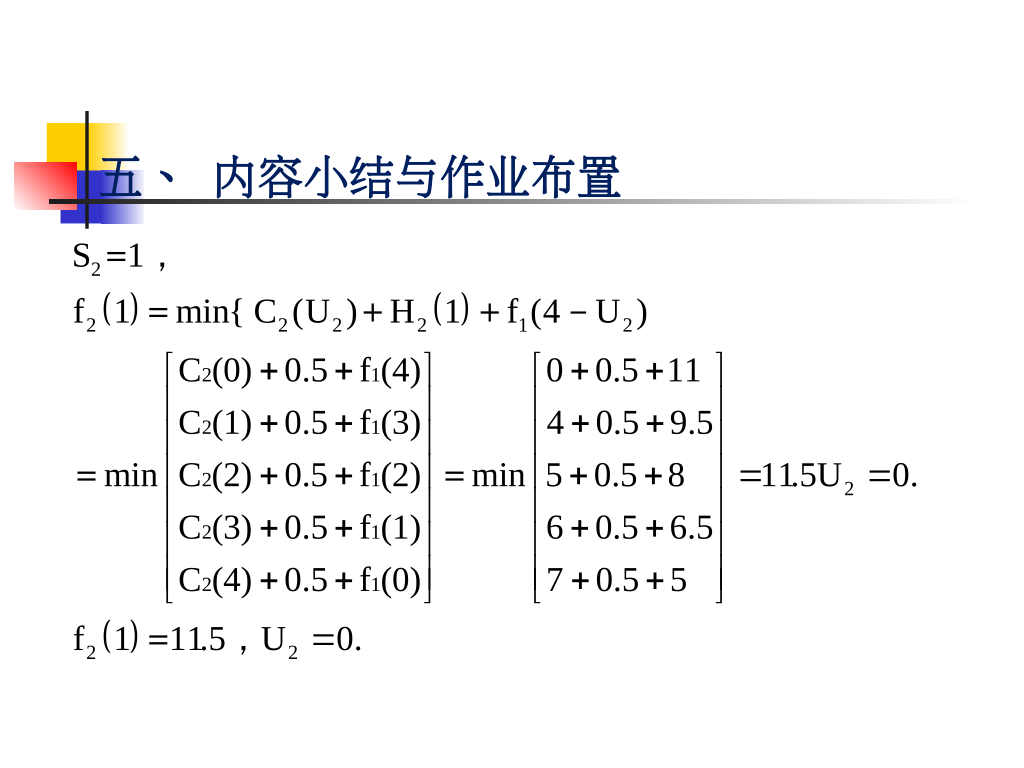 五、 内容小结与作业布置
S₂=1，
f₂(1)=min{ C₂(U₂)+H₂(1)+f₁(4−U₂)
=min[C₂(0)+0.5+f₁(4) =min[0+0.5+11
C₂(1)+0.5+f₁(3) 4+0.5+9.5
C₂(2)+0.5+f₁(2) 5+0.5+8 =11.5U₂=0.
C₂(3)+0.5+f₁(1) 6+0.5+6.5
C₂(4)+0.5+f₁(0)] 7+0.5+5]
f₂(1)=11.5，U₂=0.